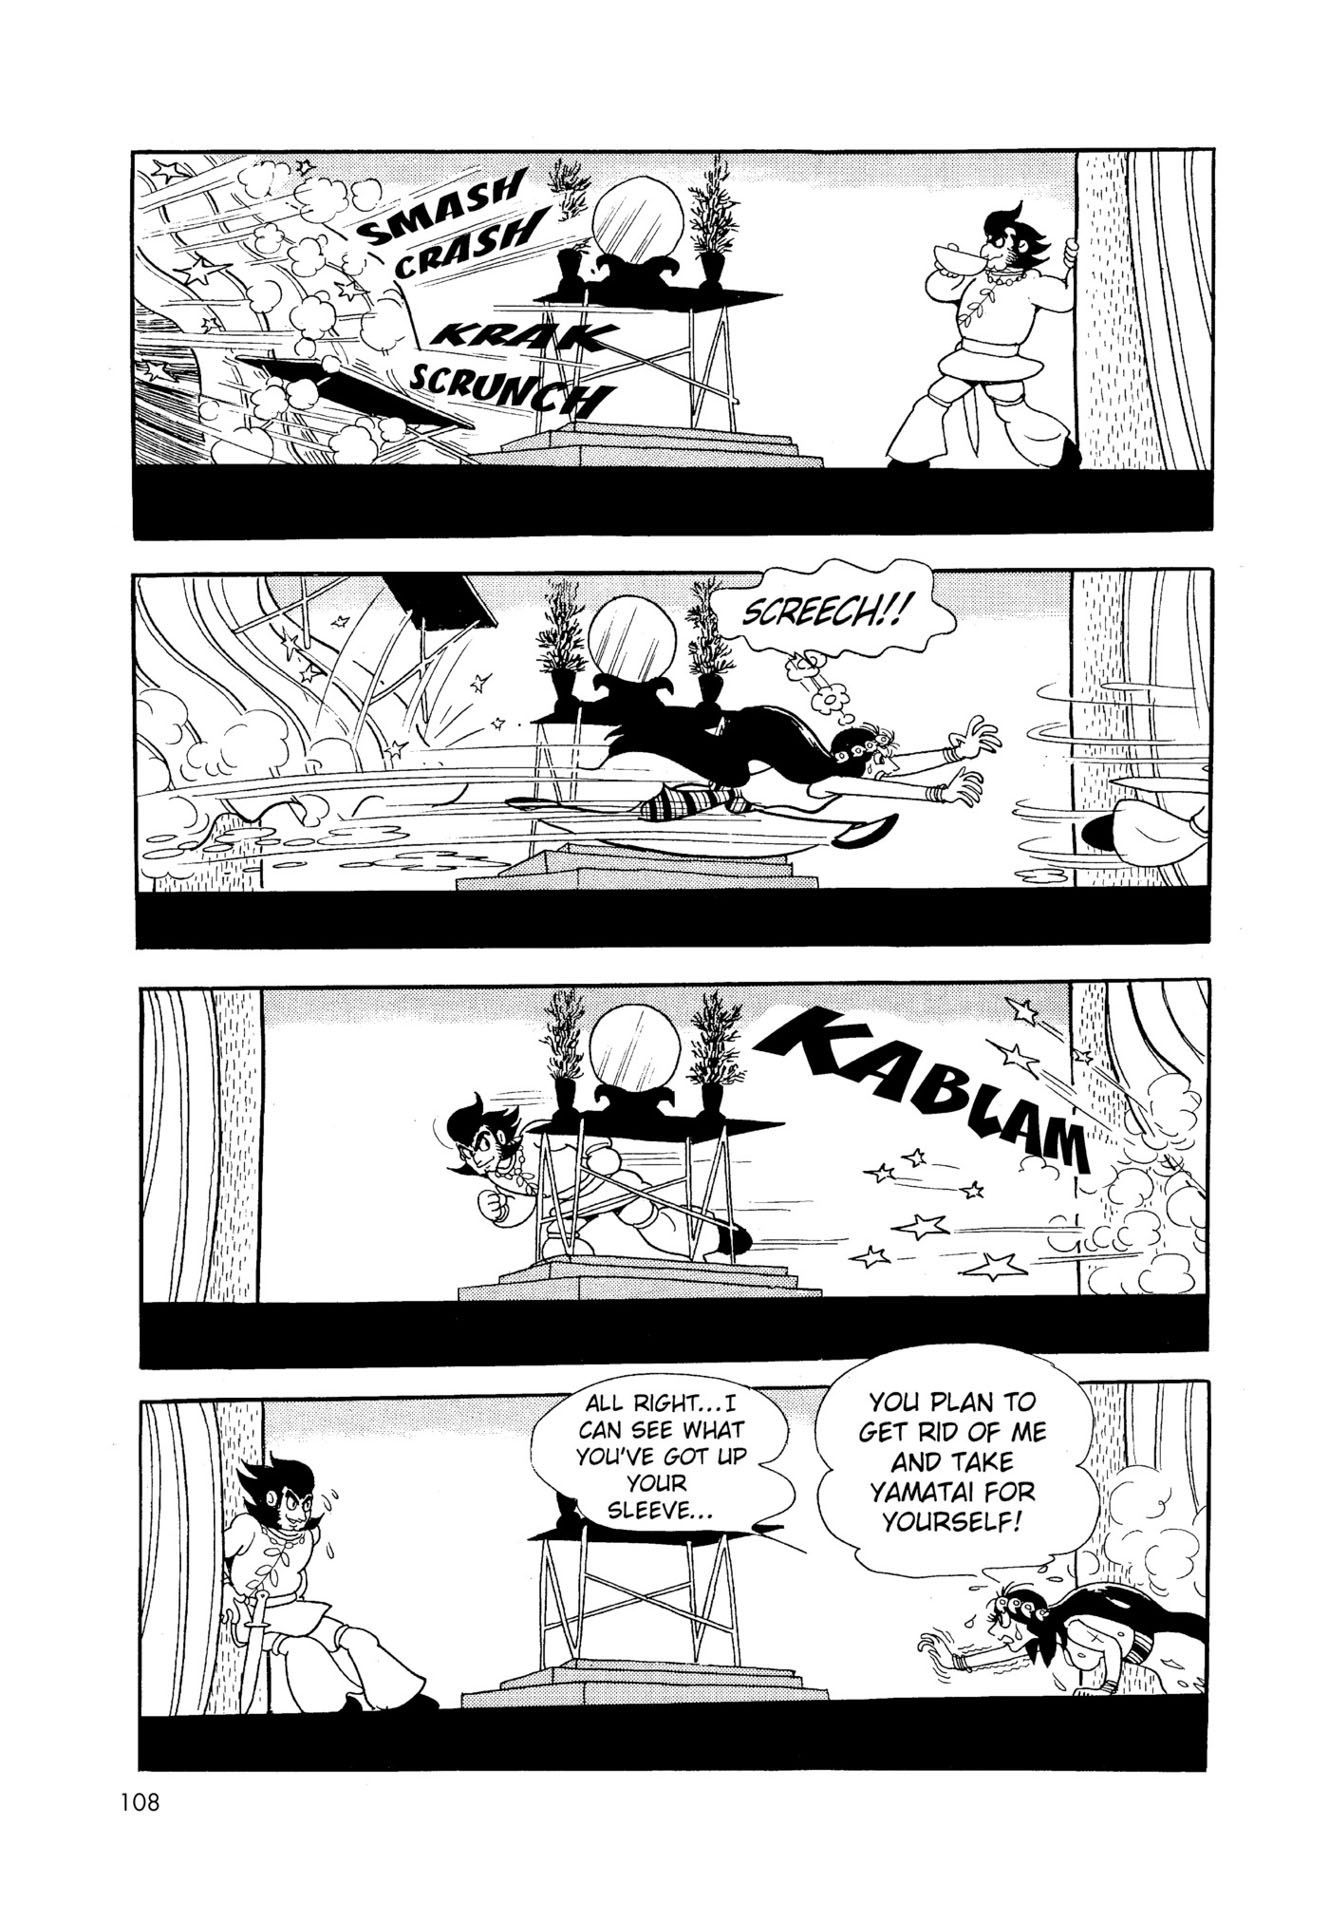 SMASH
CRASH
KRAK
SCRUNCH
SCREECH!!
KABLAM
ALL RIGHT...I
CAN SEE WHAT
YOU'VE GOT UP
YOUR
SLEEVE...
YOU PLAN TO
GET RID OF ME
AND TAKE
YAMATAI FOR
YOURSELF!
108